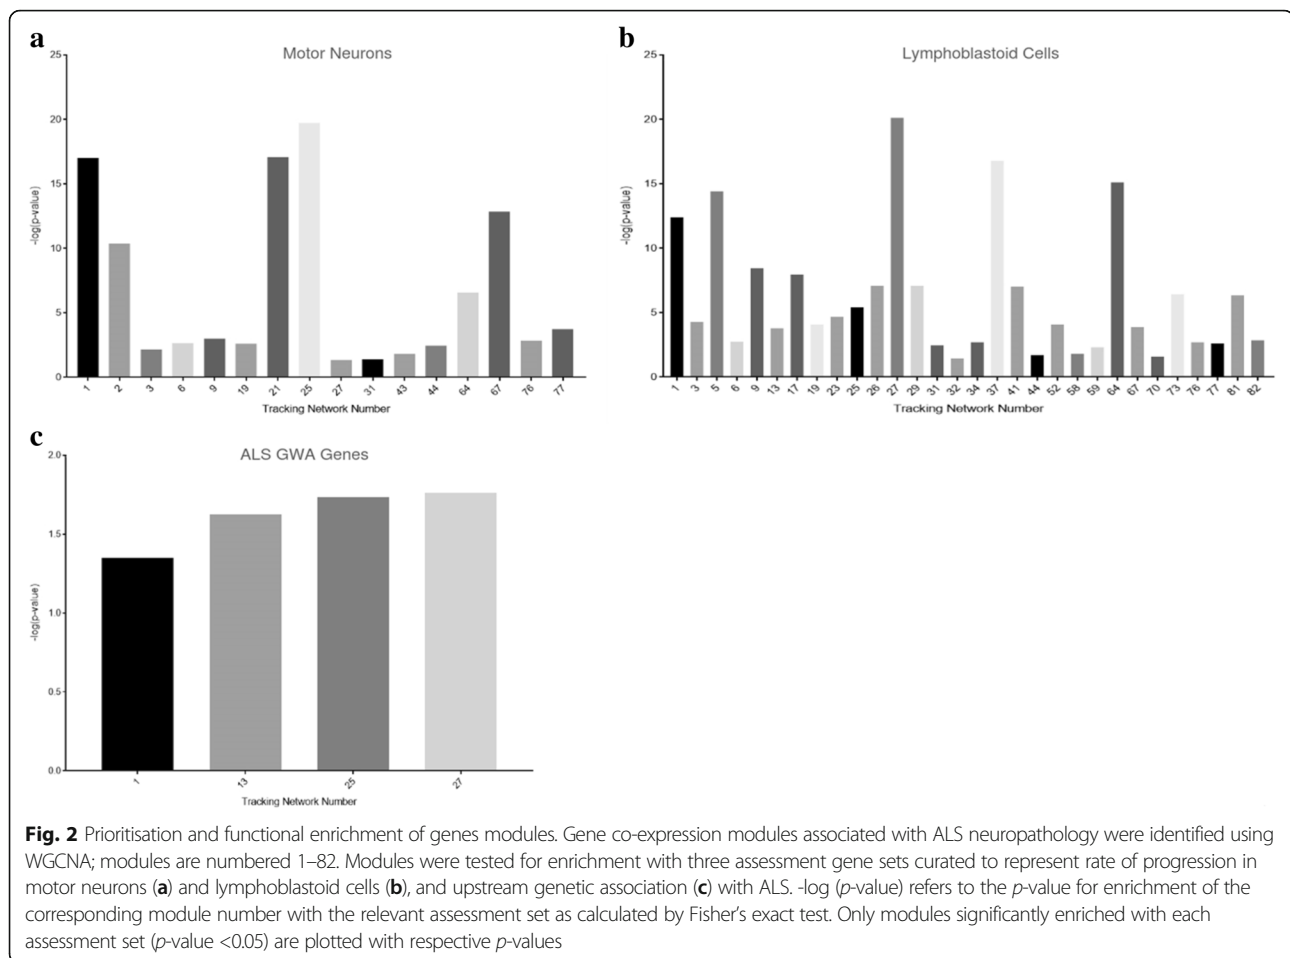 a
Motor Neurons
25
20
15
10
5
0
-log(p-value)
1 2 3 6 9 19 21 25 27 31 43 44 64 67 76 77
Tracking Network Number
b
Lymphoblastoid Cells
25
20
15
10
5
0
-log(p-value)
1 3 5 6 9 13 17 19 23 25 26 27 29 31 32 34 37 41 44 52 58 59 64 67 70 73 76 77 81 82
Tracking Network Number
c
ALS GWA Genes
2.0
1.5
1.0
0.5
0.0
-log(p-value)
1 13 25 27
Tracking Network Number
Fig. 2 Prioritisation and functional enrichment of genes modules. Gene co-expression modules associated with ALS neuropathology were identified using
WGCNA; modules are numbered 1–82. Modules were tested for enrichment with three assessment gene sets curated to represent rate of progression in
motor neurons (a) and lymphoblastoid cells (b), and upstream genetic association (c) with ALS. -log (p-value) refers to the p-value for enrichment of the
corresponding module number with the relevant assessment set as calculated by Fisher's exact test. Only modules significantly enriched with each
assessment set (p-value <0.05) are plotted with respective p-values